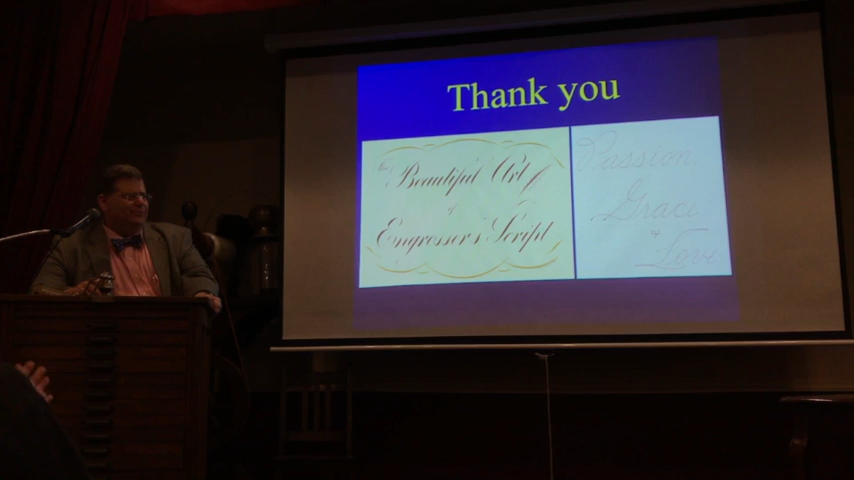 Thank you
The Beautiful Art
of
Engrosser's Script
Passion,
Grace
&
Love